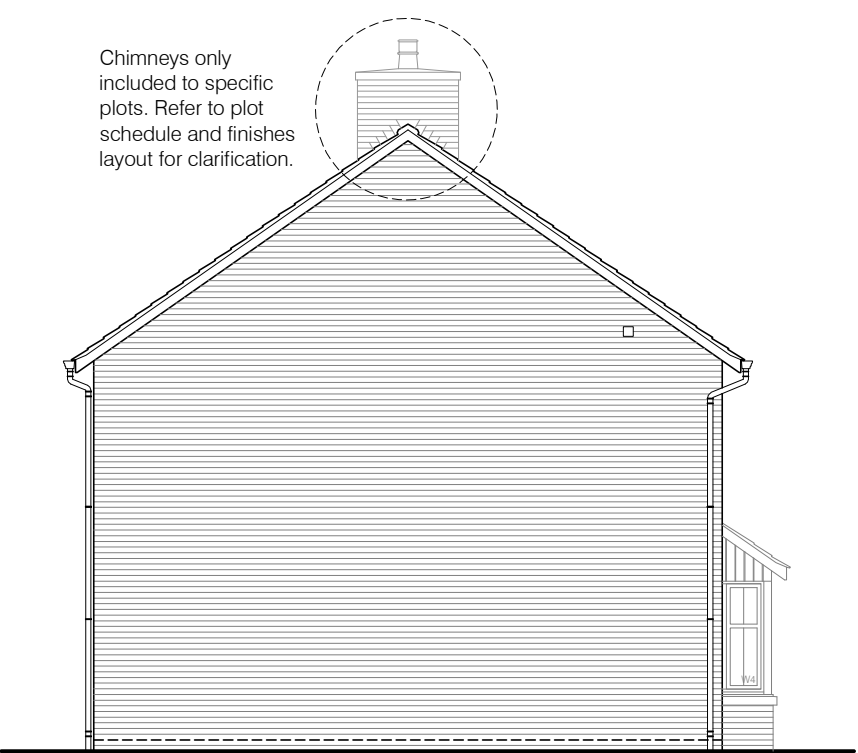 Chimneys only
included to specific
plots. Refer to plot
schedule and finishes
layout for clarification.
W4